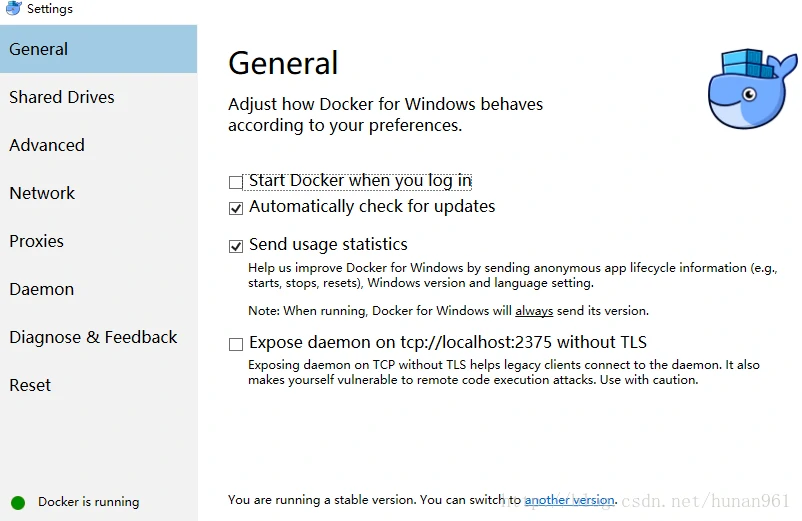 Settings
General
Shared Drives
Advanced
Network
Proxies
Daemon
Diagnose & Feedback
Reset
Docker is running
General
Adjust how Docker for Windows behaves
according to your preferences.
Start Docker when you log in
Automatically check for updates
Send usage statistics
Help us improve Docker for Windows by sending anonymous app lifecycle information (e.g.,
starts, stops, resets), Windows version and language setting.
Note: When running, Docker for Windows will always send its version.
Expose daemon on tcp://localhost:2375 without TLS
Exposing daemon on TCP without TLS helps legacy clients connect to the daemon. It also
makes yourself vulnerable to remote code execution attacks. Use with caution.
You are running a stable version. You can switch to another version.
http://blog.csdn.net/hunan961